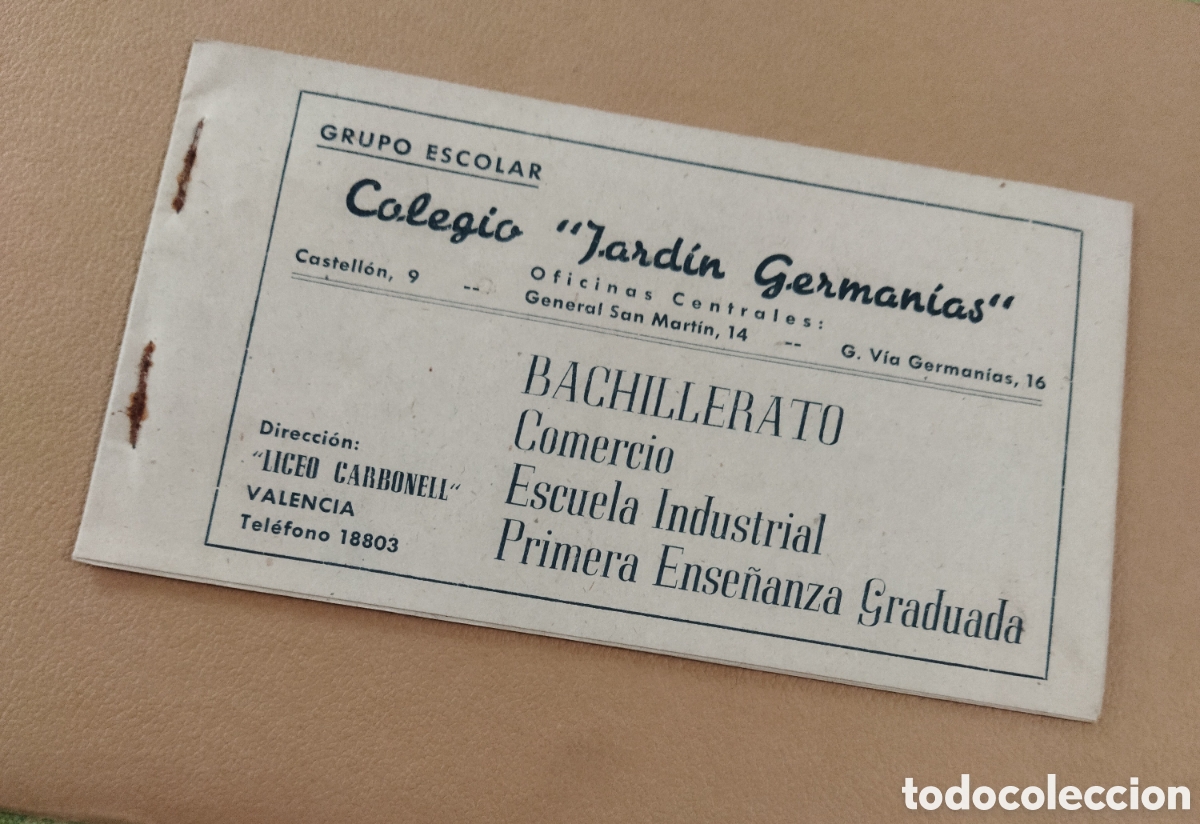 GRUPO ESCOLAR
Colegio "Jardín Germanías"
Oficinas Centrales:
Castellón, 9 -- General San Martín, 14 -- G. Vía Germanías, 16
BACHILLERATO
Comercio
Escuela Industrial
Primera Enseñanza Graduada
Dirección:
"LICEO CARBONELL"
VALENCIA
Teléfono 18803
todocoleccion